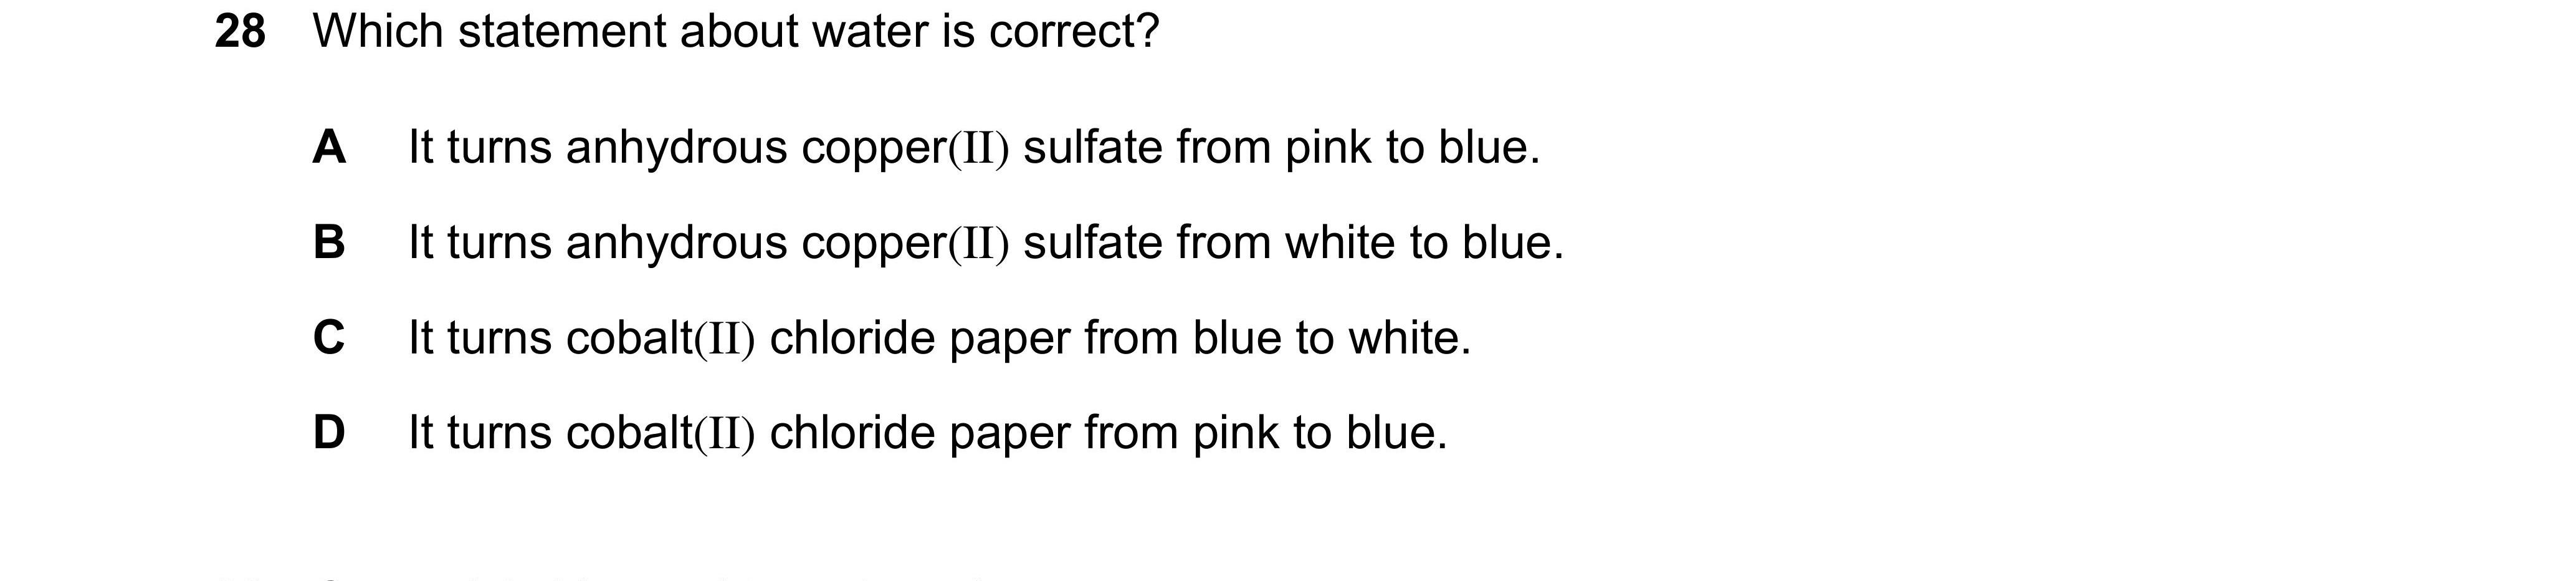 28 Which statement about water is correct?
A It turns anhydrous copper(II) sulfate from pink to blue.
B It turns anhydrous copper(II) sulfate from white to blue.
C It turns cobalt(II) chloride paper from blue to white.
D It turns cobalt(II) chloride paper from pink to blue.